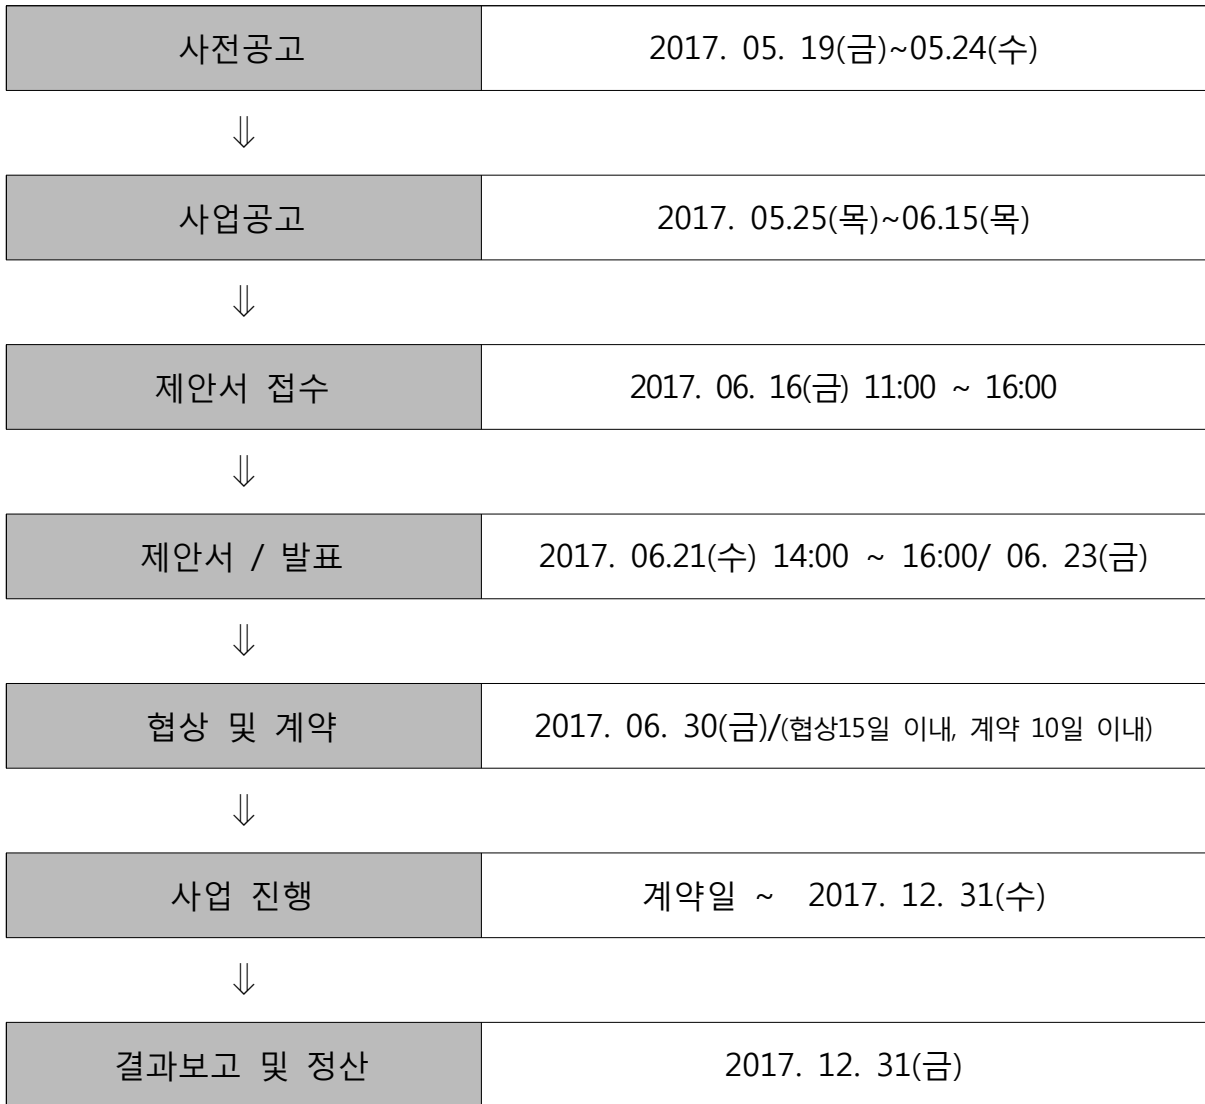 사전공고 2017. 05. 19(금)~05.24(수)
⇓
사업공고 2017. 05.25(목)~06.15(목)
⇓
제안서 접수 2017. 06. 16(금) 11:00 ~ 16:00
⇓
제안서 / 발표 2017. 06.21(수) 14:00 ~ 16:00/ 06. 23(금)
⇓
협상 및 계약 2017. 06. 30(금)/(협상15일 이내, 계약 10일 이내)
⇓
사업 진행 계약일 ~ 2017. 12. 31(수)
⇓
결과보고 및 정산 2017. 12. 31(금)